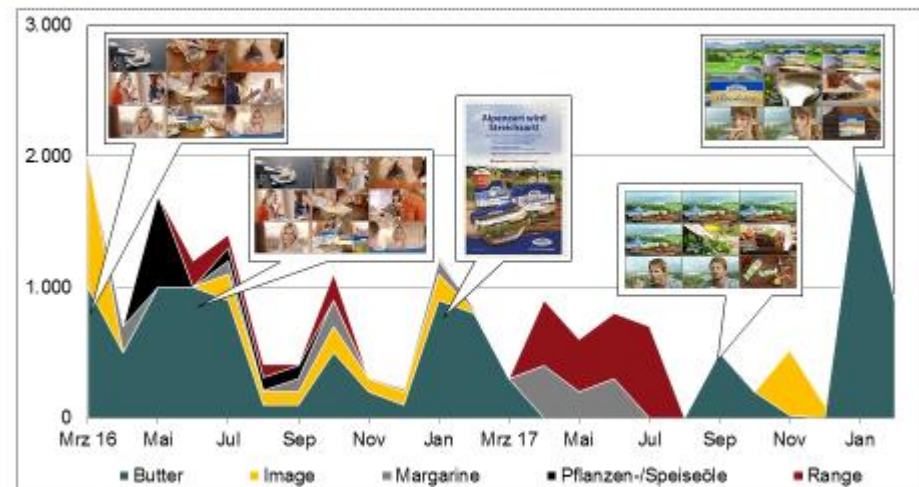 3.000
2.000
1.000
0
Alpenzart wird
Streichzart!
Mrz 16 Mai Jul Sep Nov Jan Mrz 17 Mai Jul Sep Nov Jan
Butter Image Margarine Pflanzen-/Speiseöle Range